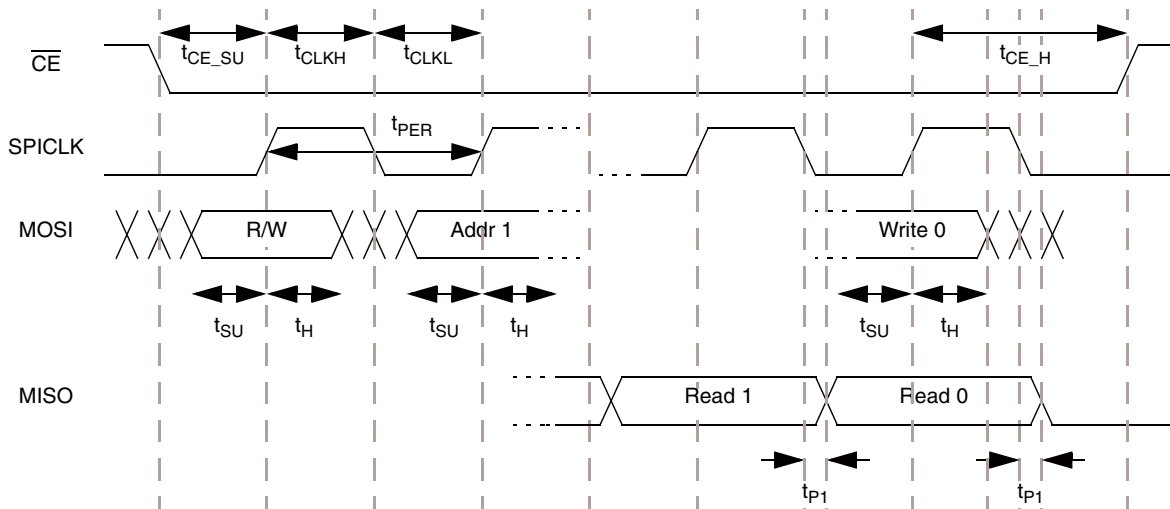 CE
tCE_SU
tCLKH
tCLKL
tCE_H
SPICLK
tPER
MOSI
R/W
Addr 1
Write 0
tSU
tH
tSU
tH
tSU
tH
MISO
Read 1
Read 0
tP1
tP1